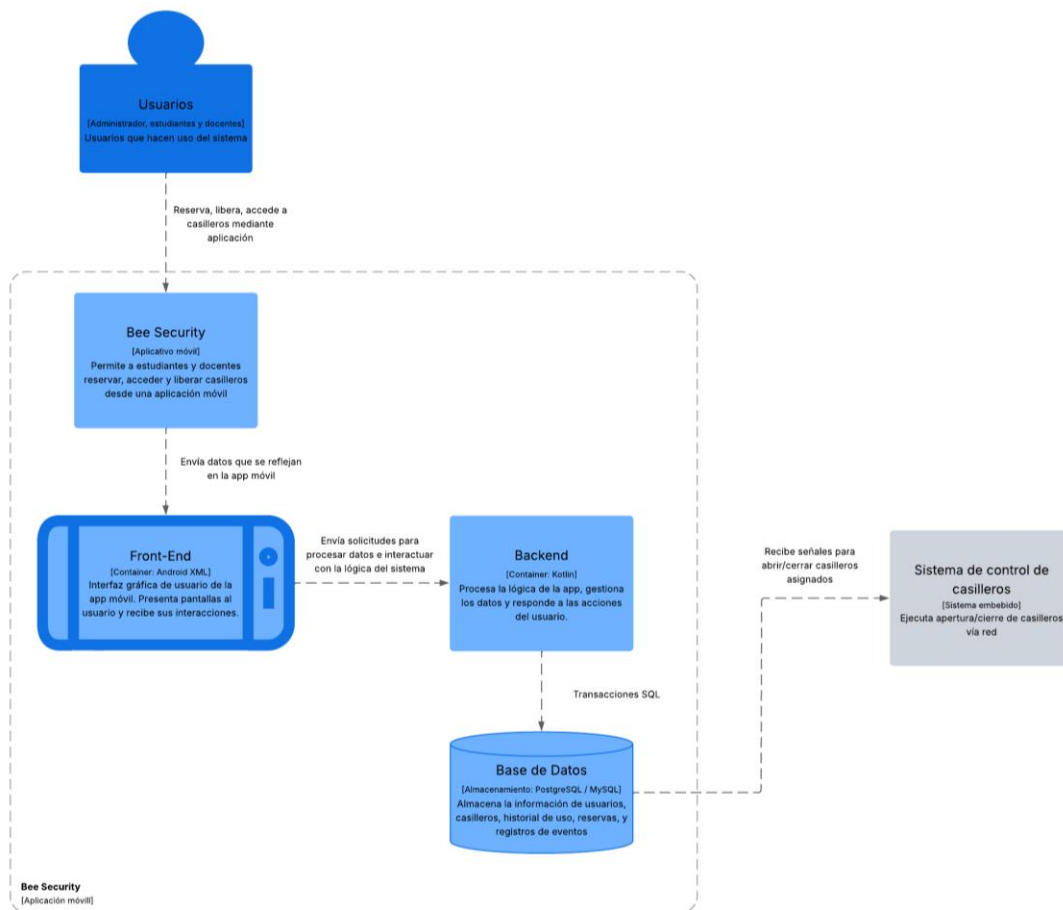 Usuarios
[Administrador, estudiantes y docentes]
Usuarios que hacen uso del sistema
Reserva, libera, accede a
casilleros mediante
aplicación
Bee Security
[Aplicativo móvil]
Permite a estudiantes y docentes
reservar, acceder y liberar casilleros
desde una aplicación móvil
Envía datos que se reflejan
en la app móvil
Front-End
[Container: Android XML]
Interfaz gráfica de usuario de la
app móvil. Presenta pantallas al
usuario y recibe sus interacciones.
Envía solicitudes para
procesar datos e interactuar
con la lógica del sistema
Backend
[Container: Kotlin]
Procesa la lógica de la app, gestiona
los datos y responde a las acciones
del usuario.
Recibe señales para
abrir/cerrar casilleros
asignados
Sistema de control de
casilleros
[Sistema embebido]
Ejecuta apertura/cierre de casilleros
vía red
Transacciones SQL
Base de Datos
[Almacenamiento: PostgreSQL / MySQL]
Almacena la información de usuarios,
casilleros, historial de uso, reservas, y
registros de eventos
Bee Security
[Aplicación móvill]